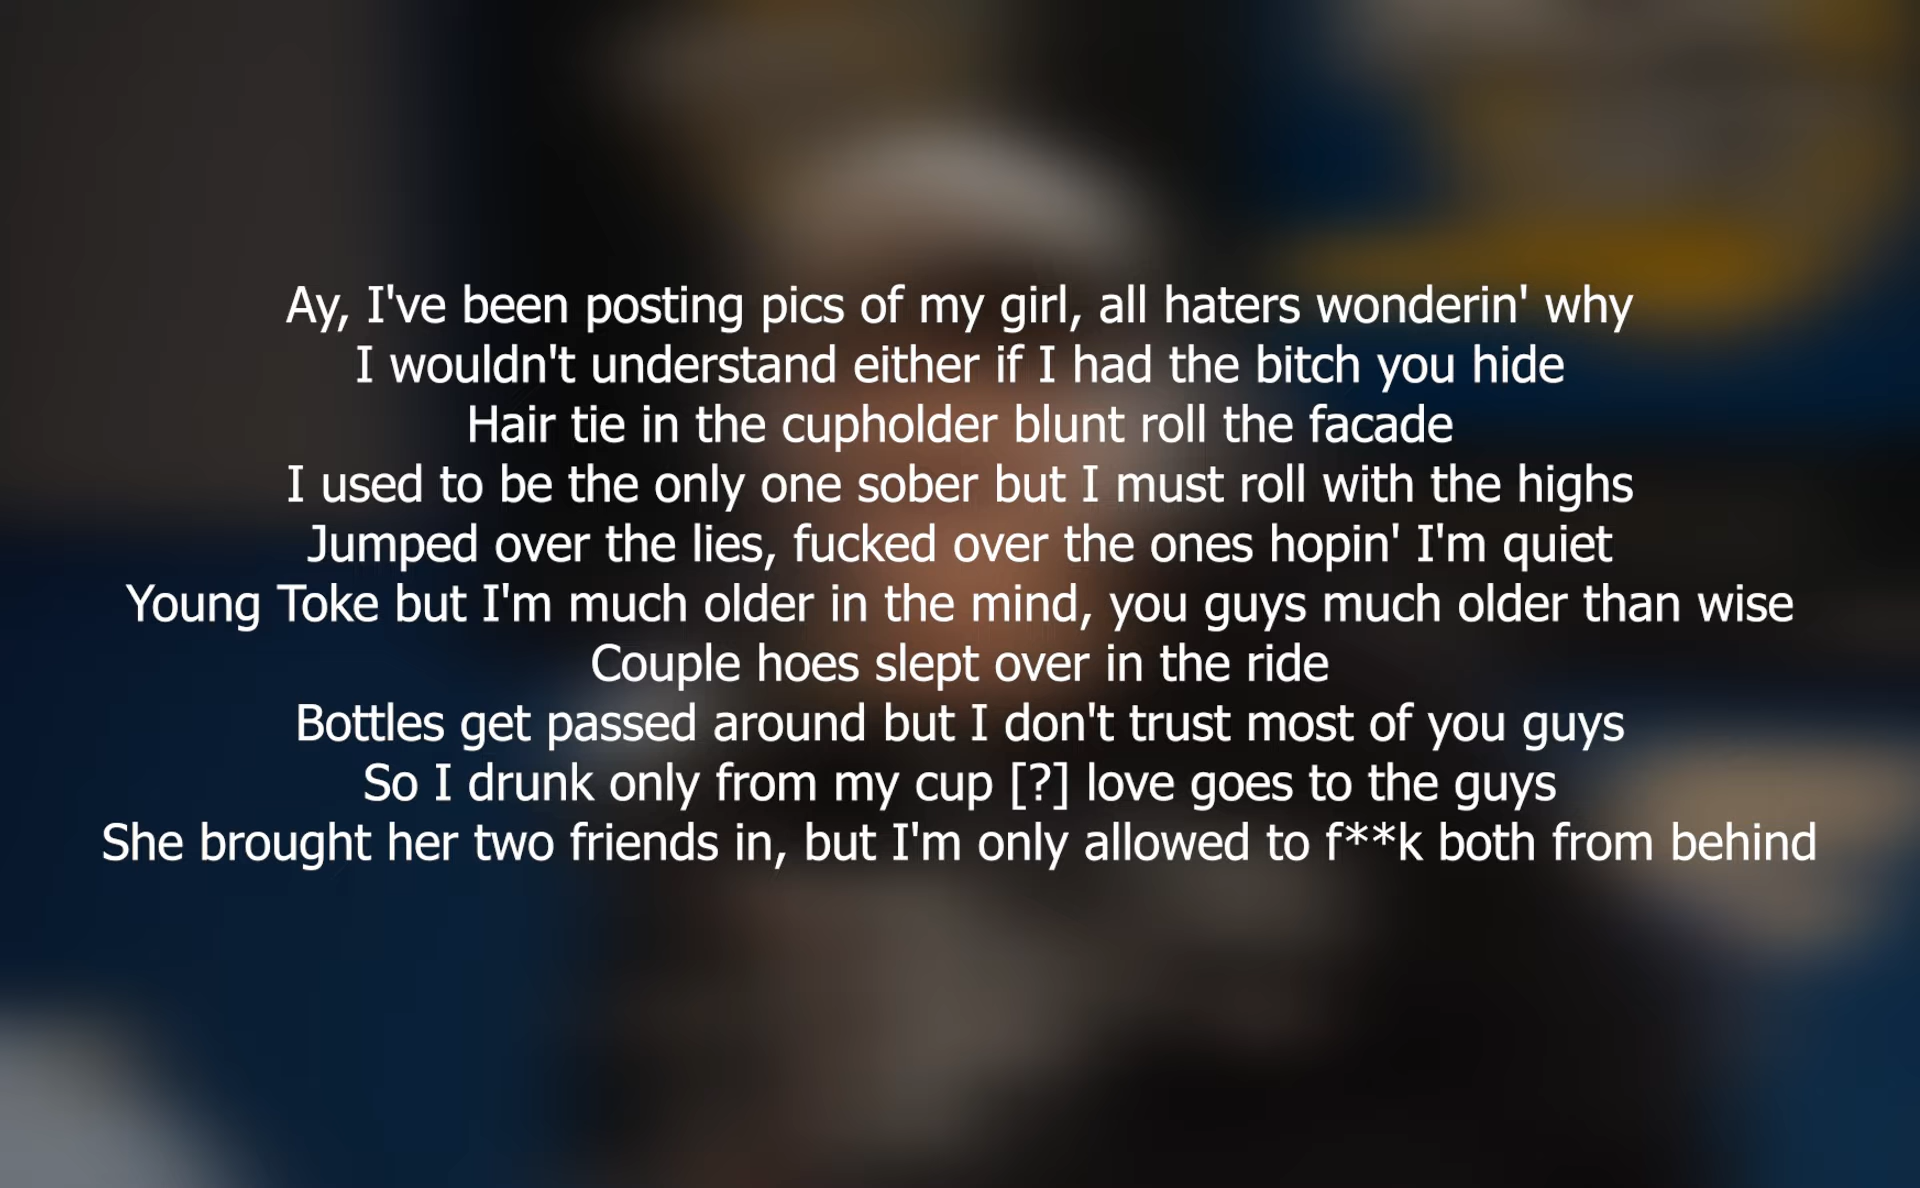 Ay, I've been posting pics of my girl, all haters wonderin' why
I wouldn't understand either if I had the bitch you hide
Hair tie in the cupholder blunt roll the facade
I used to be the only one sober but I must roll with the highs
Jumped over the lies, fucked over the ones hopin' I'm quiet
Young Toke but I'm much older in the mind, you guys much older than wise
Couple hoes slept over in the ride
Bottles get passed around but I don't trust most of you guys
So I drunk only from my cup [?] love goes to the guys
She brought her two friends in, but I'm only allowed to f**k both from behind